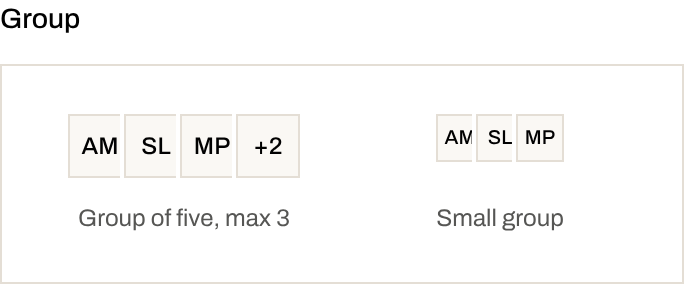 Group
AM SL MP +2
AM SL MP
Group of five, max 3
Small group